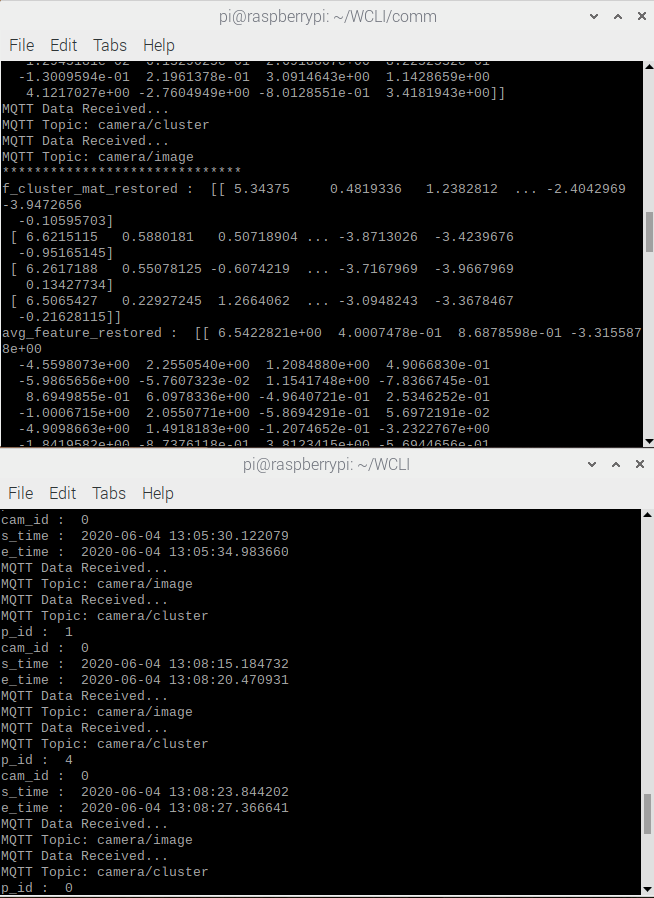 pi@raspberrypi: ~/WCLI/comm
File Edit Tabs Help
-1.3009594e-01 2.1961378e-01 3.0914643e+00 1.1428659e+00
4.1217027e+00 -2.7604949e+00 -8.0128551e-01 3.4181943e+00]]
MQTT Data Received...
MQTT Topic: camera/cluster
MQTT Data Received...
MQTT Topic: camera/image
******************************
f_cluster_mat_restored :  [[ 5.34375     0.4819336   1.2382812  ... -2.4042969
-3.9472656
  -0.10595703]
 [ 6.6215115   0.5880181   0.50718904 ... -3.8713026  -3.4239676
  -0.95165145]
 [ 6.2617188   0.55078125 -0.6074219  ... -3.7167969  -3.9667969
   0.13427734]
 [ 6.5065427   0.22927245  1.2664062  ... -3.0948243  -3.3678467
  -0.21628115]]
avg_feature_restored :  [[ 6.5422821e+00  4.0007478e-01  8.6878598e-01 -3.315587
8e+00
  -4.5598073e+00  2.2550540e+00  1.2084880e+00  4.9066830e-01
  -5.9865656e+00 -5.7607323e-02  1.1541748e+00 -7.8366745e-01
   8.6949855e-01  6.0978336e+00 -4.9640721e-01  2.5346252e-01
  -1.0006715e+00  2.0550771e+00 -5.8694291e-01  5.6972191e-02
  -4.9098663e+00  1.4918183e+00 -1.2074652e-01 -3.2322767e+00
  -1.8419582e+00 -8.7376118e-01  3.8123415e+00 -5.6944656e-01
pi@raspberrypi: ~/WCLI
File Edit Tabs Help
cam_id :  0
s_time :  2020-06-04 13:05:30.122079
e_time :  2020-06-04 13:05:34.983660
MQTT Data Received...
MQTT Topic: camera/image
MQTT Data Received...
MQTT Topic: camera/cluster
p_id :  1
cam_id :  0
s_time :  2020-06-04 13:08:15.184732
e_time :  2020-06-04 13:08:20.470931
MQTT Data Received...
MQTT Topic: camera/image
MQTT Data Received...
MQTT Topic: camera/cluster
p_id :  4
cam_id :  0
s_time :  2020-06-04 13:08:23.844202
e_time :  2020-06-04 13:08:27.366641
MQTT Data Received...
MQTT Topic: camera/image
MQTT Data Received...
MQTT Topic: camera/cluster
p_id :  0